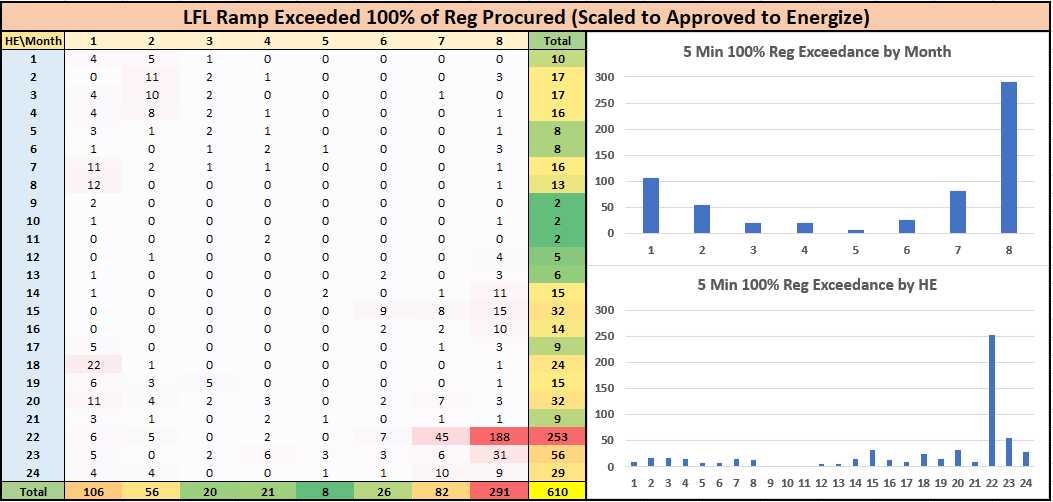 LFL Ramp Exceeded 100% of Reg Procured (Scaled to Approved to Energize)
HE\Month 1 2 3 4 5 6 7 8 Total
1 4 5 1 0 0 0 0 0 10
2 0 11 2 1 0 0 0 3 17
3 4 10 2 0 0 0 1 0 17
4 4 8 2 1 0 0 0 1 16
5 3 1 2 1 0 0 0 1 8
6 1 0 1 2 1 0 0 3 8
7 11 2 1 1 0 0 0 1 16
8 12 0 0 0 0 0 0 1 13
9 2 0 0 0 0 0 0 0 2
10 1 0 0 0 0 0 0 1 2
11 0 0 0 2 0 0 0 0 2
12 0 1 0 0 0 0 0 4 5
13 1 0 0 0 0 2 0 3 6
14 1 0 0 0 2 0 1 11 15
15 0 0 0 0 0 9 8 15 32
16 0 0 0 0 0 2 2 10 14
17 5 0 0 0 0 0 1 3 9
18 22 1 0 0 0 0 0 1 24
19 6 3 5 0 0 0 0 1 15
20 11 4 2 3 0 2 7 3 32
21 3 1 0 2 1 0 1 1 9
22 6 5 0 2 0 7 45 188 253
23 5 0 2 6 3 3 6 31 56
24 4 4 0 0 1 1 10 9 29
Total 106 56 20 21 8 26 82 291 610
5 Min 100% Reg Exceedance by Month
300
250
200
150
100
50
0
1 2 3 4 5 6 7 8
5 Min 100% Reg Exceedance by HE
300
250
200
150
100
50
0
1 2 3 4 5 6 7 8 9 10 11 12 13 14 15 16 17 18 19 20 21 22 23 24